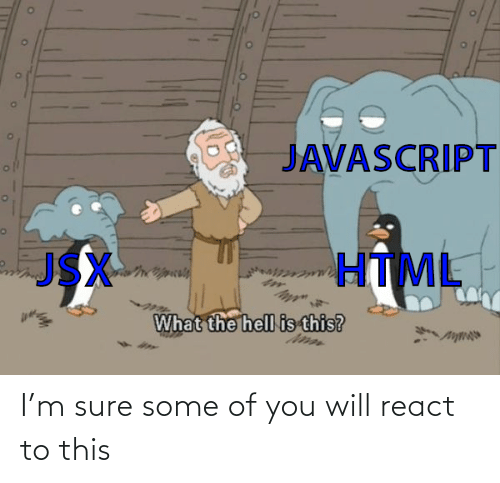 JAVASCRIPT
JSX
HTML
What the hell is this?
I’m sure some of you will react
to this